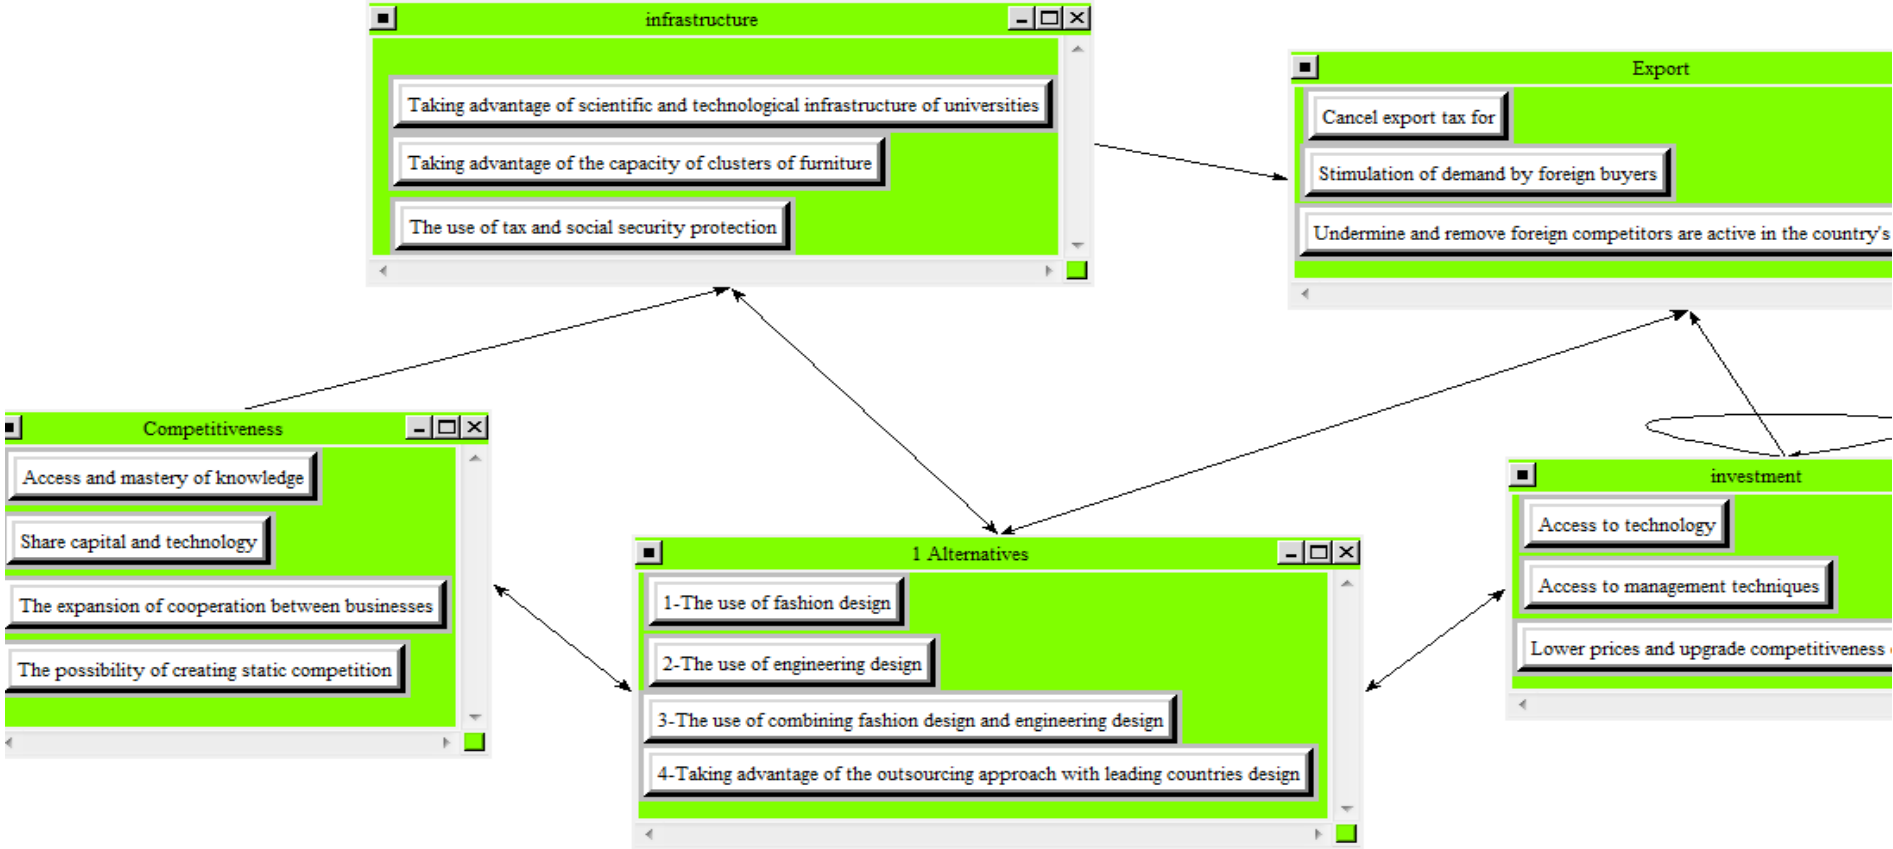 infrastructure
Taking advantage of scientific and technological infrastructure of universities
Taking advantage of the capacity of clusters of furniture
The use of tax and social security protection
Export
Cancel export tax for
Stimulation of demand by foreign buyers
Undermine and remove foreign competitors are active in the country's
Competitiveness
Access and mastery of knowledge
Share capital and technology
The expansion of cooperation between businesses
The possibility of creating static competition
1 Alternatives
1-The use of fashion design
2-The use of engineering design
3-The use of combining fashion design and engineering design
4-Taking advantage of the outsourcing approach with leading countries design
investment
Access to technology
Access to management techniques
Lower prices and upgrade competitiveness